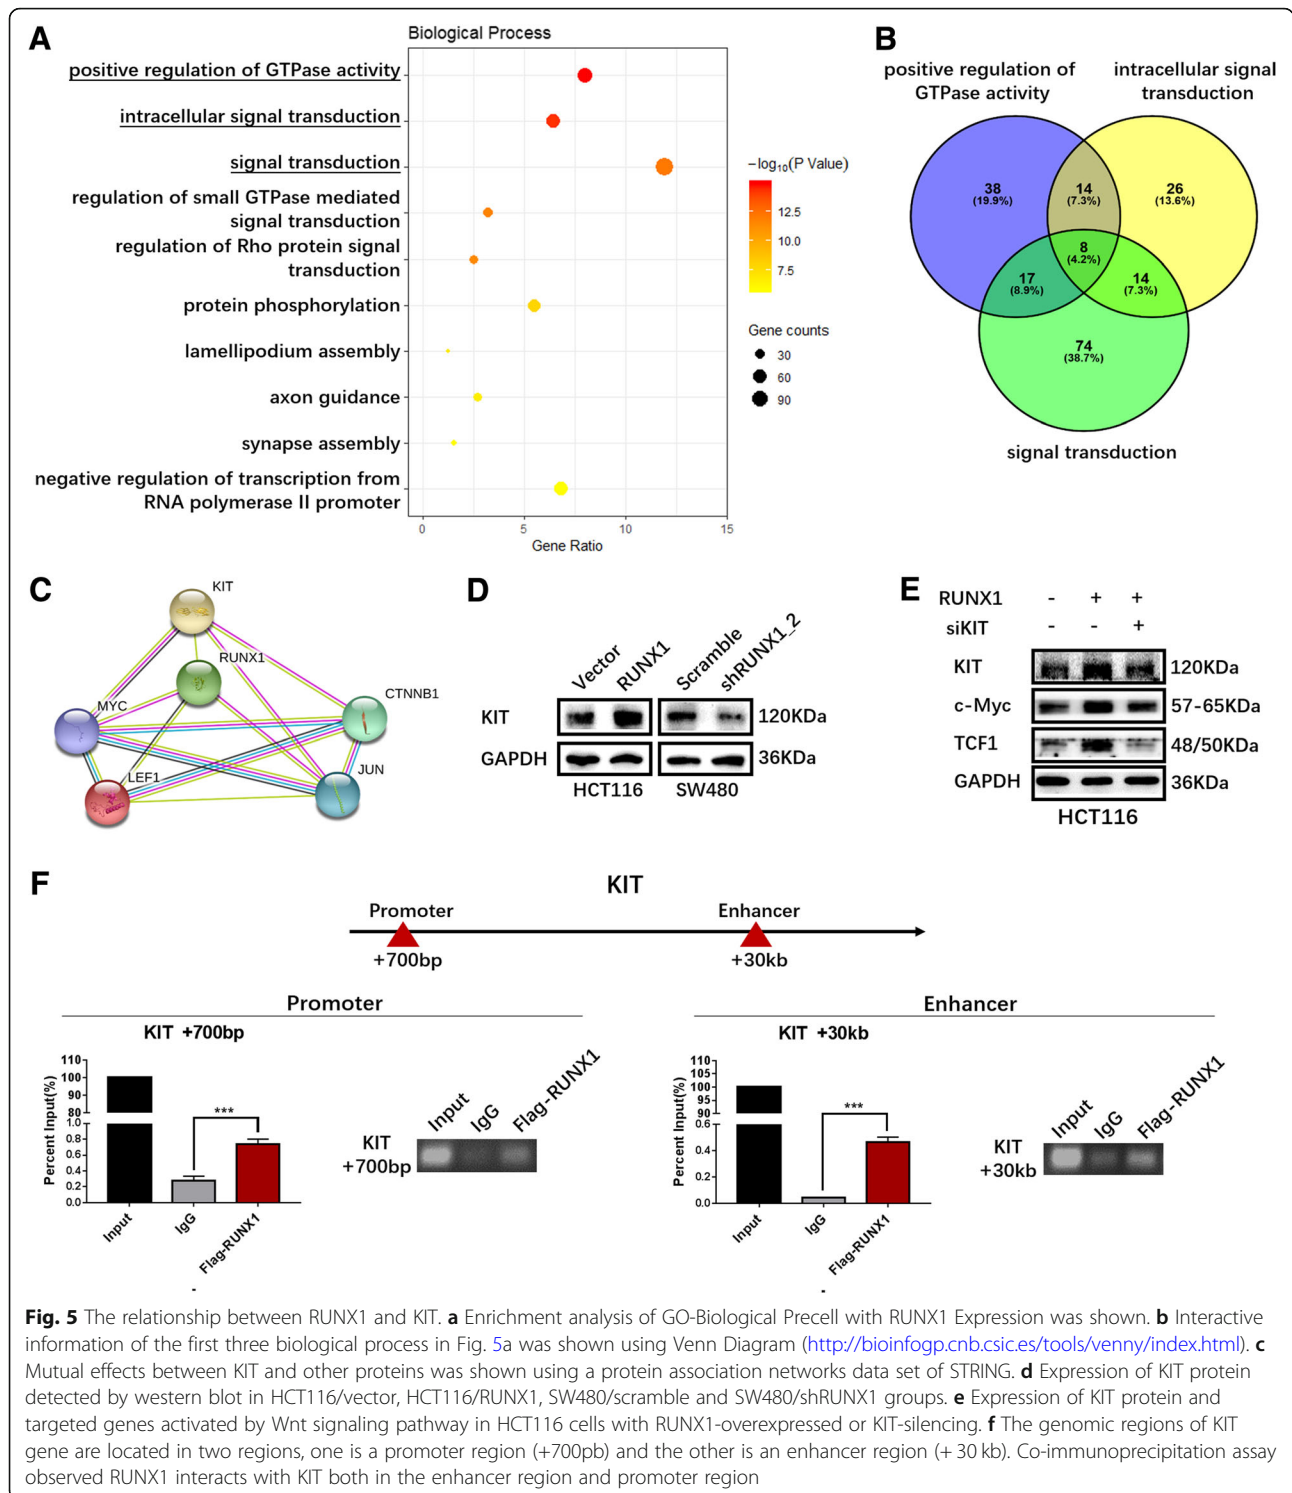 A
Biological Process
positive regulation of GTPase activity
intracellular signal transduction
signal transduction
regulation of small GTPase mediated
signal transduction
regulation of Rho protein signal
transduction
protein phosphorylation
lamellipodium assembly
axon guidance
synapse assembly
negative regulation of transcription from
RNA polymerase II promoter
0 5 10 15
Gene Ratio
−log10(P Value)
12.5
10.0
7.5
Gene counts
30
60
90
B
positive regulation of
GTPase activity
intracellular signal
transduction
38
(19.9%)
14
(7.3%)
26
(13.6%)
8
(4.2%)
17
(8.9%)
14
(7.3%)
74
(38.7%)
signal transduction
C
KIT
RUNX1
MYC
CTNNB1
LEF1
JUN
D
Vector RUNX1 Scramble shRUNX1_2
KIT 120KDa
GAPDH 36KDa
HCT116 SW480
E
RUNX1 - + +
siKIT - - +
KIT 120KDa
c-Myc 57-65KDa
TCF1 48/50KDa
GAPDH 36KDa
HCT116
F
KIT
Promoter Enhancer
+700bp +30kb
Promoter
KIT +700bp
Percent Input(%)
110
100
90
80
1.0
0.8
0.6
0.4
0.2
0.0
***
Input IgG Flag-RUNX1
-
Input IgG Flag-RUNX1
KIT
+700bp
Enhancer
KIT +30kb
Percent Input(%)
110
105
100
95
90
0.6
0.4
0.2
0.0
***
Input IgG Flag-RUNX1
-
Input IgG Flag-RUNX1
KIT
+30kb
Fig. 5 The relationship between RUNX1 and KIT. a Enrichment analysis of GO-Biological Precell with RUNX1 Expression was shown. b Interactive
information of the first three biological process in Fig. 5a was shown using Venn Diagram (http://bioinfogp.cnb.csic.es/tools/venny/index.html). c
Mutual effects between KIT and other proteins was shown using a protein association networks data set of STRING. d Expression of KIT protein
detected by western blot in HCT116/vector, HCT116/RUNX1, SW480/scramble and SW480/shRUNX1 groups. e Expression of KIT protein and
targeted genes activated by Wnt signaling pathway in HCT116 cells with RUNX1-overexpressed or KIT-silencing. f The genomic regions of KIT
gene are located in two regions, one is a promoter region (+700pb) and the other is an enhancer region (+ 30 kb). Co-immunoprecipitation assay
observed RUNX1 interacts with KIT both in the enhancer region and promoter region